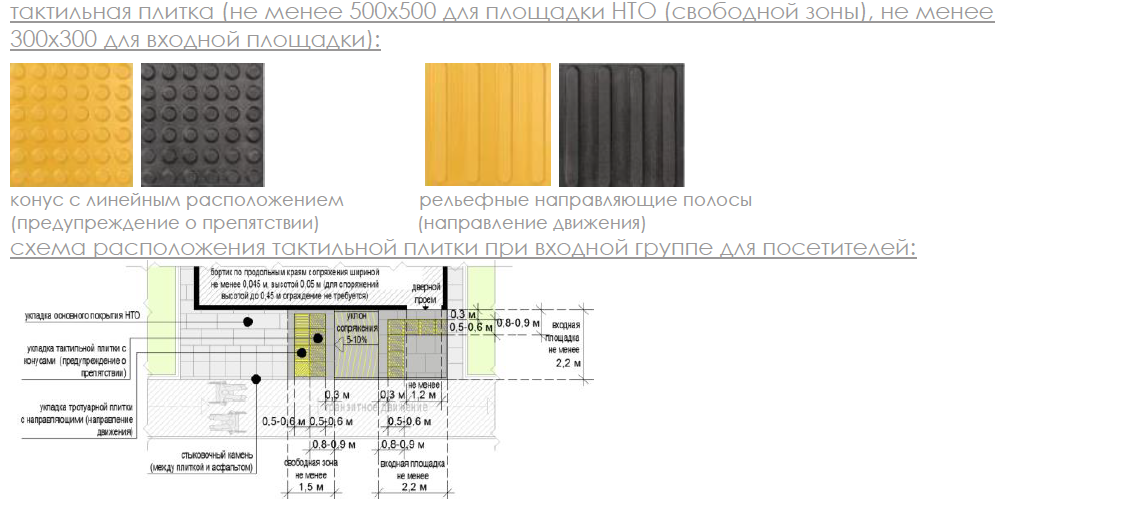 тактильная плитка (не менее 500х500 для площадки НТО (свободной зоны), не менее
300х300 для входной площадки):
конус с линейным расположением
(предупреждение о препятствии)
рельефные направляющие полосы
(направление движения)
схема расположения тактильной плитки при входной группе для посетителей:
бортик по продольным краям сопряжения шириной
не менее 0,045 м, высотой 0,05 м (для сооружений
высотой до 0,45 м ограждение не требуется)
дверной
проем
укладка основного покрытия НТО
уклон
сопряжения
5-10%
0,3 м
0,5-0,6 м
0,8-0,9 м
входная
площадка
не менее
2,2 м
укладка тактильной плитки с
конусами (предупреждение о
препятствии)
укладка тротуарной плитки
с направляющими (направление
движения)
стыковочный камень
(между плиткой и асфальтом)
0,3 м
0,3 м
не менее
1,2 м
транзитное движение
0,5-0,6 м
0,5-0,6 м
0,5-0,6 м
0,8-0,9 м
0,8-0,9 м
свободная зона
не менее
1,5 м
входная площадка
не менее
2,2 м